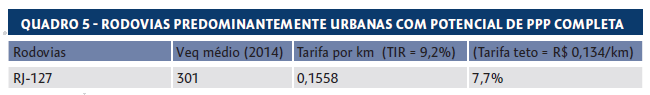 QUADRO 5 - RODOVIAS PREDOMINANTEMENTE URBANAS COM POTENCIAL DE PPP COMPLETA
Rodovias Veq médio (2014) Tarifa por km (TIR = 9,2%) (Tarifa teto = R$ 0,134/km)
RJ-127 301 0,1558 7,7%